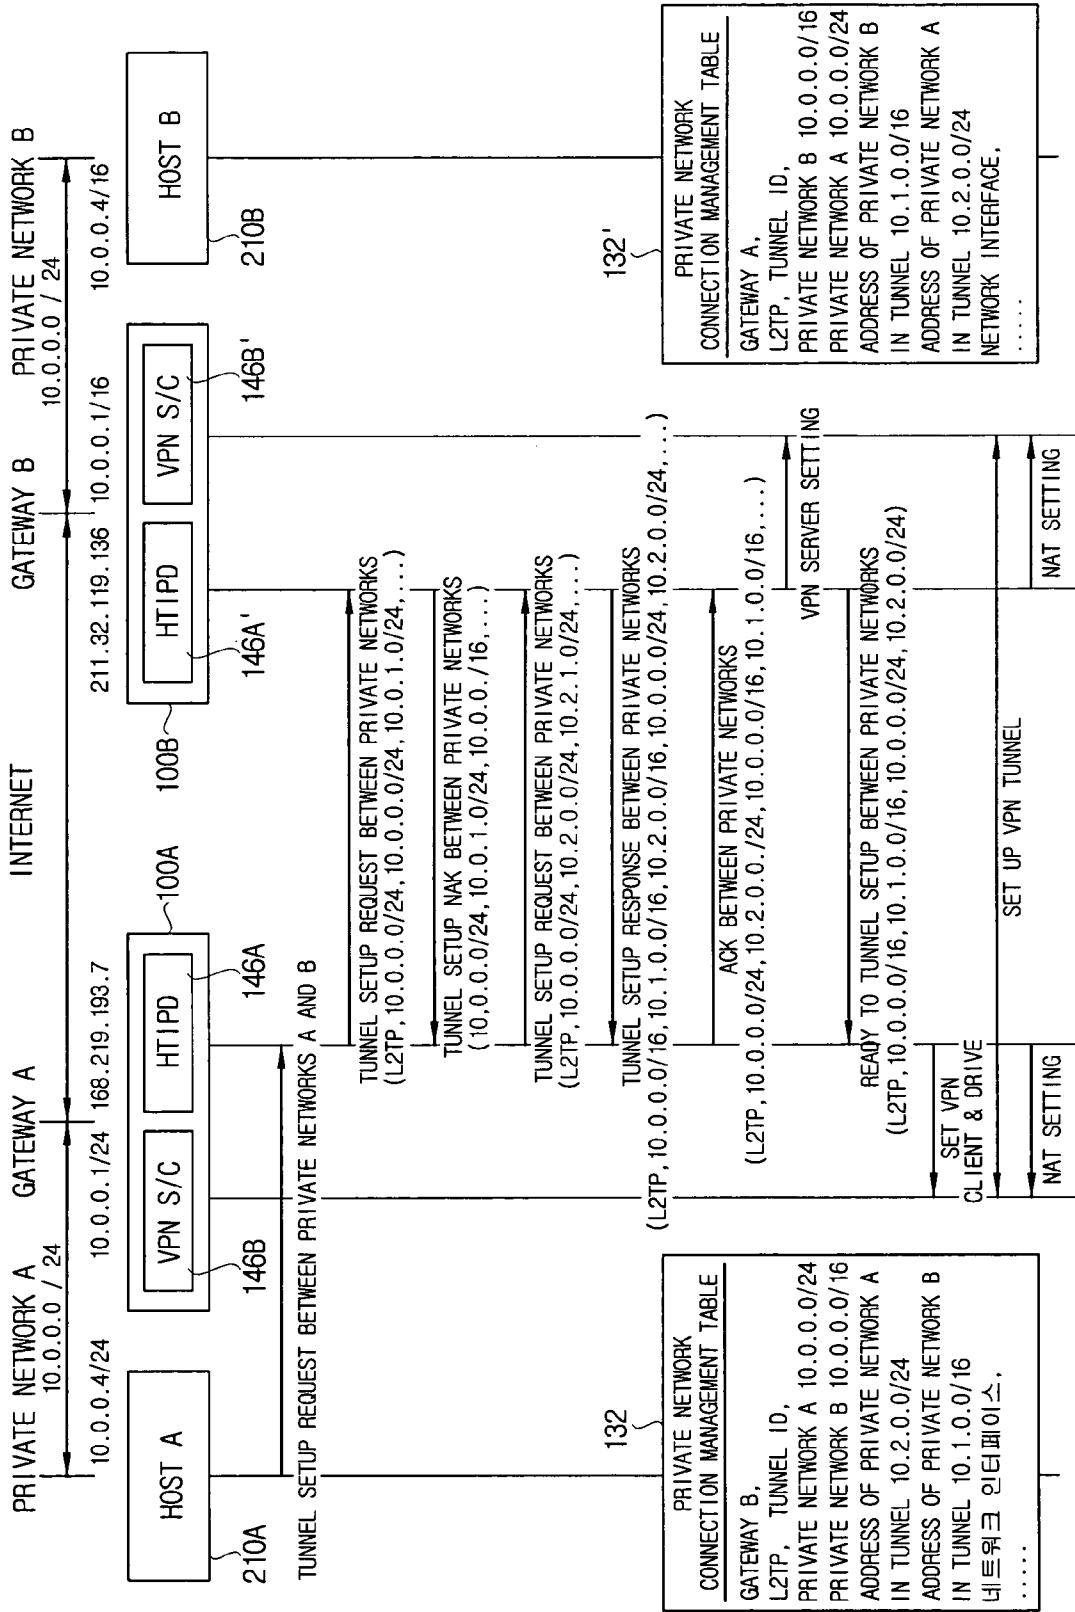 PRIVATE NETWORK A
10.0.0.0 / 24
GATEWAY A
INTERNET
GATEWAY B
PRIVATE NETWORK B
10.0.0.0 / 24
10.0.0.4/24
10.0.0.1/24
168.219.193.7
211.32.119.136
10.0.0.1/16
10.0.0.4/16
HOST A
VPN S/C
HTIPD
HTIPD
VPN S/C
HOST B
210A
146B
146A
100A
100B
146A'
146B'
210B
TUNNEL SETUP REQUEST BETWEEN PRIVATE NETWORKS A AND B
TUNNEL SETUP REQUEST BETWEEN PRIVATE NETWORKS
(L2TP,10.0.0.0/24,10.0.0.0/24,10.0.1.0/24,...)
TUNNEL SETUP NAK BETWEEN PRIVATE NETWORKS
(10,0.0.0/24,10.0.1.0/24,10.0.0./16,...)
TUNNEL SETUP REQUEST BETWEEN PRIVATE NETWORKS
(L2TP,10.0.0.0/24,10.2.0.0/24,10.2.1.0/24,...)
TUNNEL SETUP RESPONSE BETWEEN PRIVATE NETWORKS
(L2TP,10.0.0.0/16,10.1.0.0/16,10.2.0.0/16,10.0.0.0/24,10.2.0.0/24,...)
ACK BETWEEN PRIVATE NETWORKS
(L2TP,10.0.0.0/24,10.2.0.0./24,10.0.0.0/16,10.1.0.0/16,...)
VPN SERVER SETTING
READY TO TUNNEL SETUP BETWEEN PRIVATE NETWORKS
(L2TP,10.0.0.0/16,10.1.0.0/16,10.0.0.0/24,10.2.0.0/24)
SET VPN
CLIENT & DRIVE
SET UP VPN TUNNEL
NAT SETTING
NAT SETTING
132
PRIVATE NETWORK
CONNECTION MANAGEMENT TABLE
GATEWAY B,
L2TP, TUNNEL ID,
PRIVATE NETWORK A 10.0.0.0/24
PRIVATE NETWORK B 10.0.0.0/16
ADDRESS OF PRIVATE NETWORK A
IN TUNNEL 10.2.0.0/24
ADDRESS OF PRIVATE NETWORK B
IN TUNNEL 10.1.0.0/16
네트워크 인터페이스,
.....
132'
PRIVATE NETWORK
CONNECTION MANAGEMENT TABLE
GATEWAY A,
L2TP, TUNNEL ID,
PRIVATE NETWORK B 10.0.0.0/16
PRIVATE NETWORK A 10.0.0.0/24
ADDRESS OF PRIVATE NETWORK B
IN TUNNEL 10.1.0.0/16
ADDRESS OF PRIVATE NETWORK A
IN TUNNEL 10.2.0.0/24
NETWORK INTERFACE,
.....